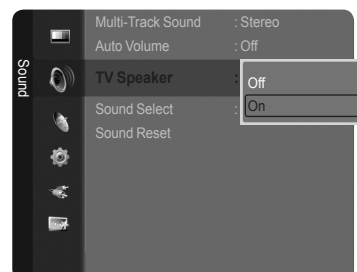 Sound
Multi-Track Sound : Stereo
Auto Volume : Off
TV Speaker :
Off
On
Sound Select :
Sound Reset